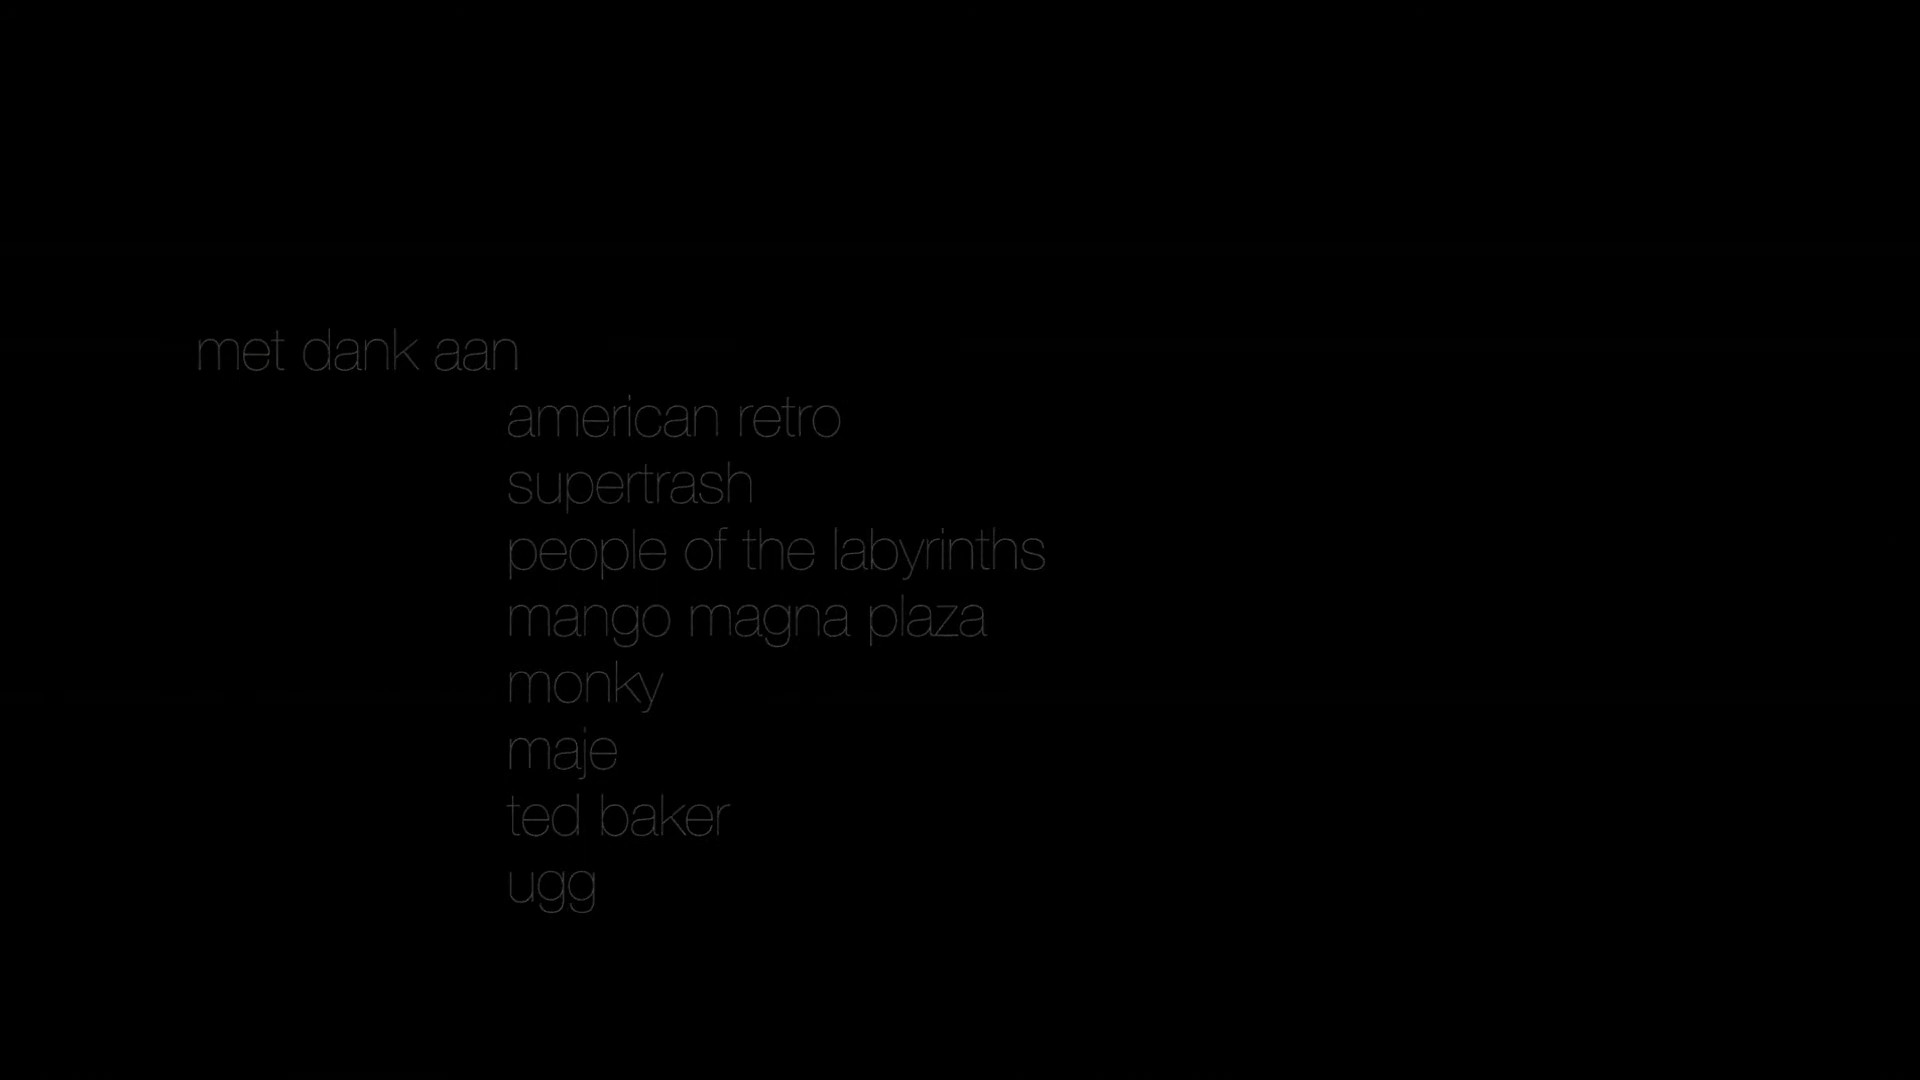 met dank aan
american retro
supertrash
people of the labyrinths
mango magna plaza
monky
maje
ted baker
ugg